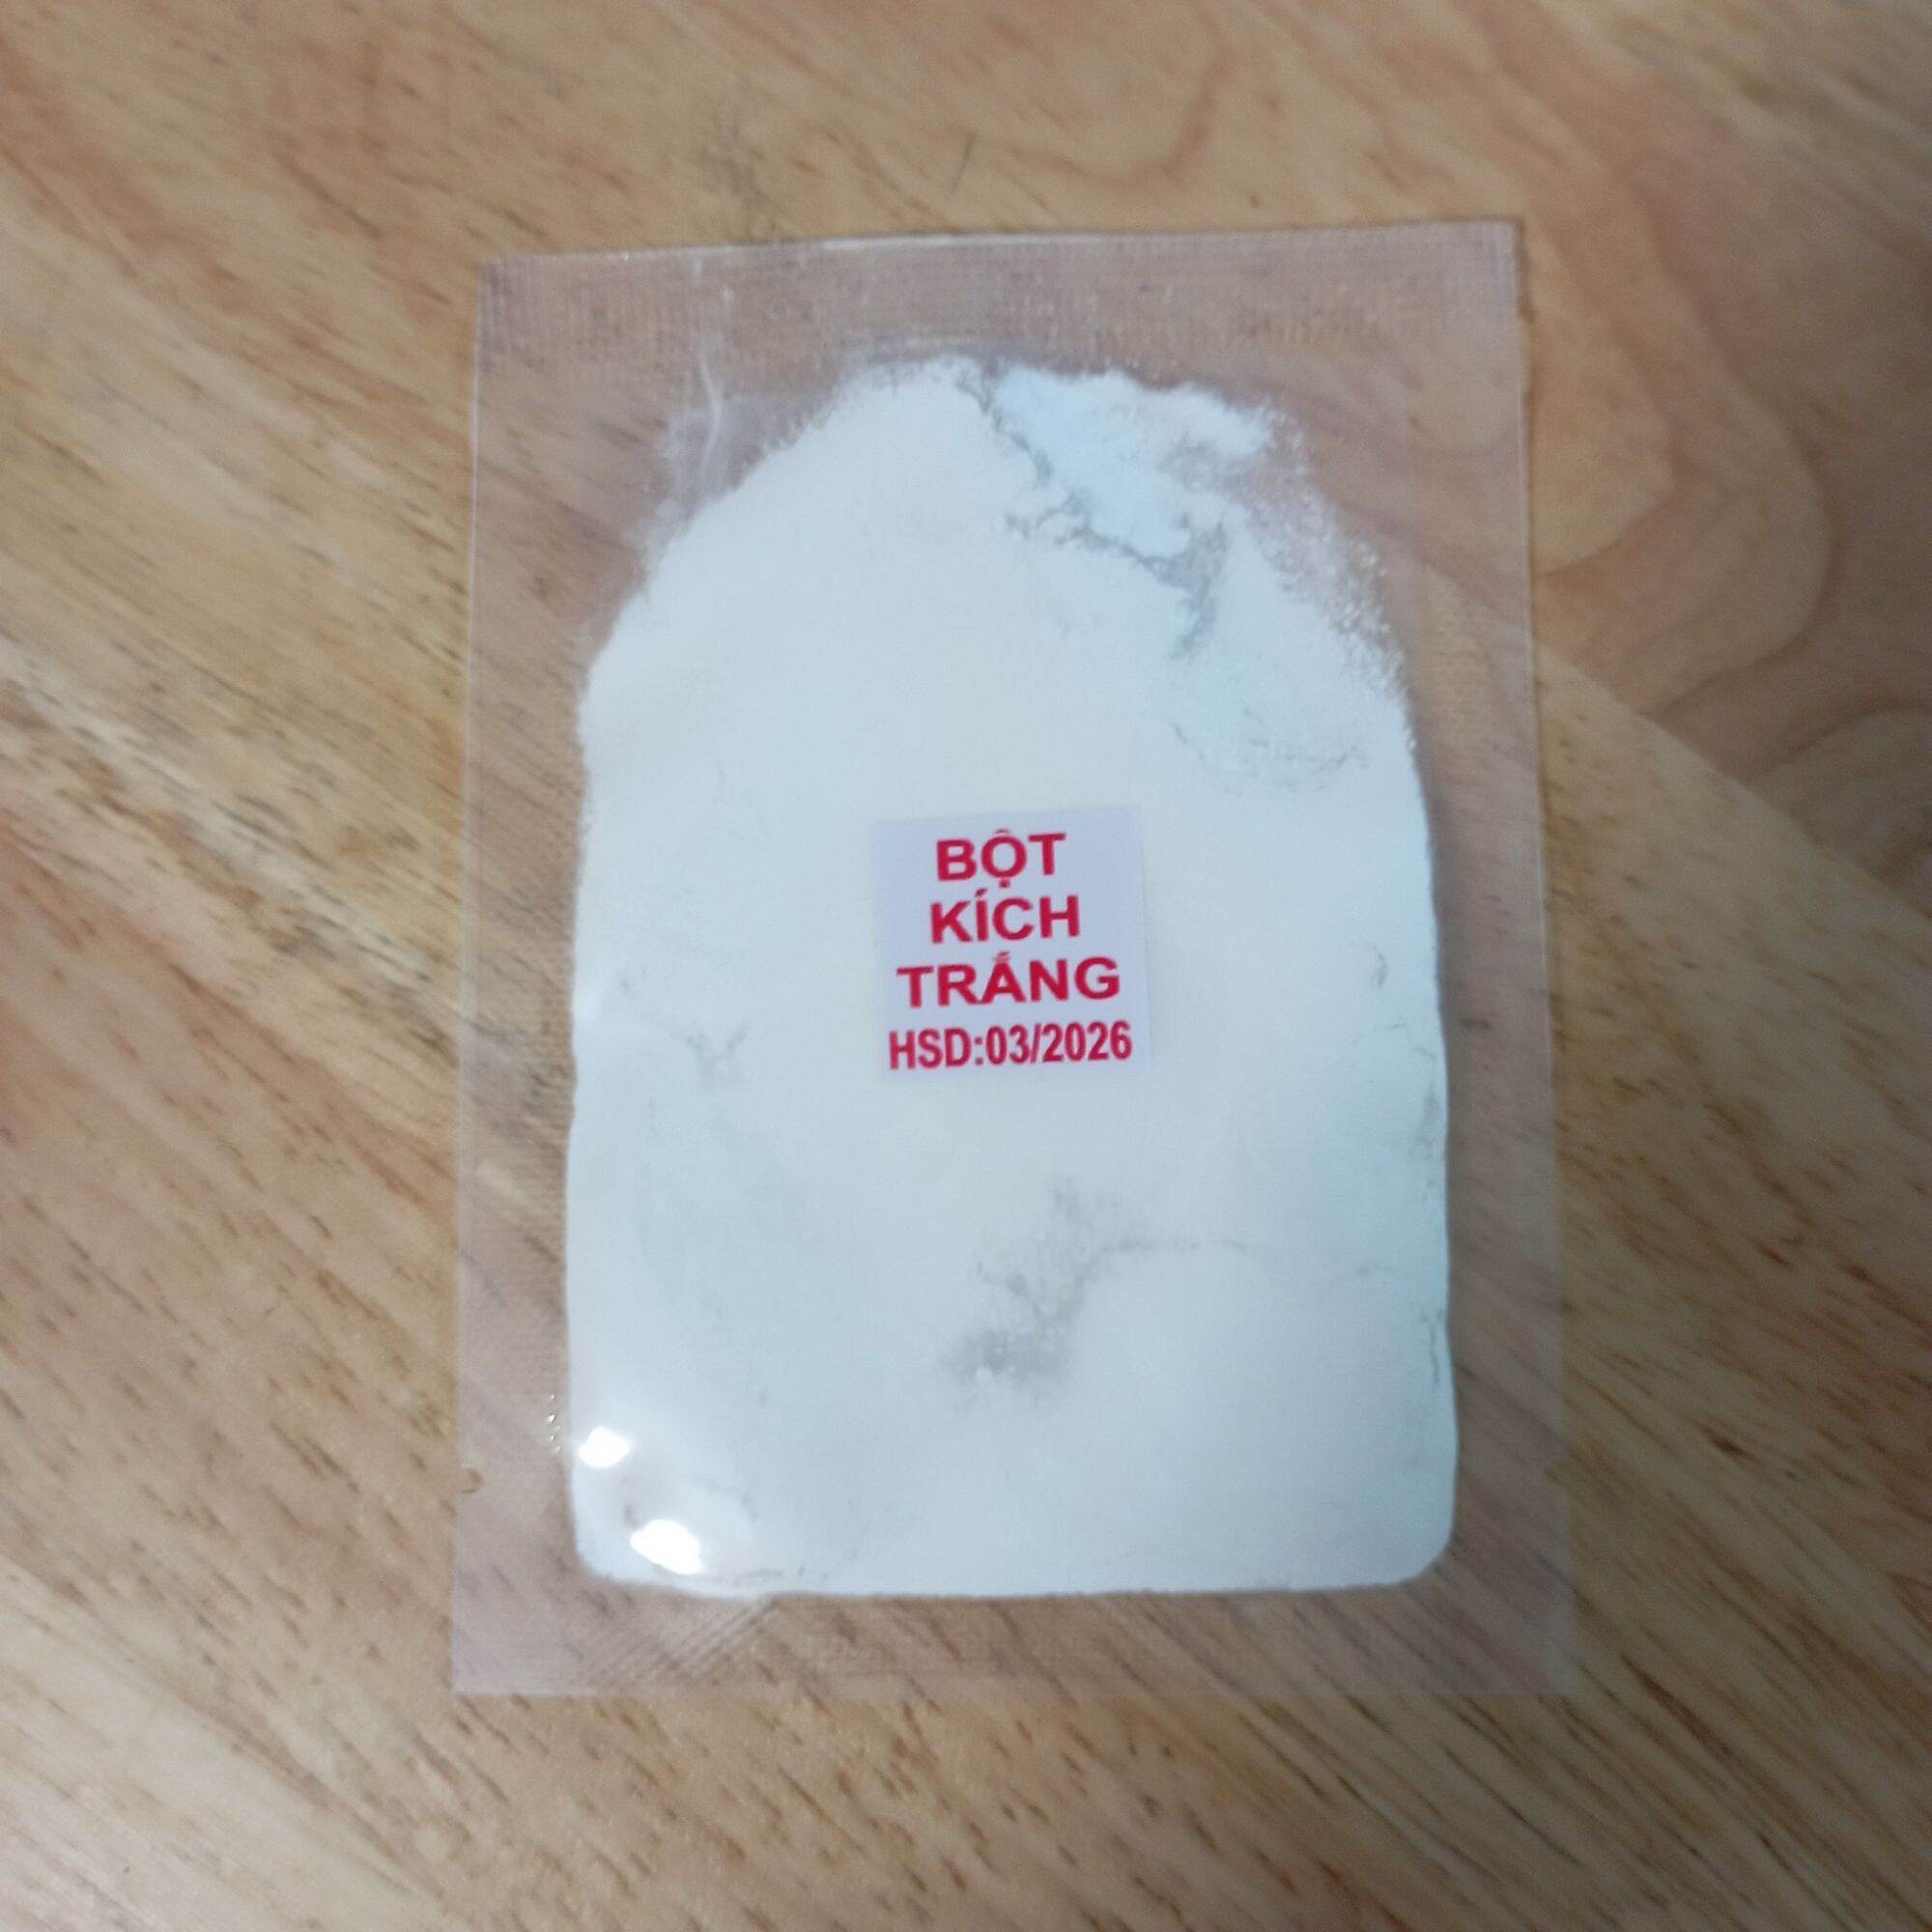 BỘT
KÍCH
TRẮNG
HSD:03/2026